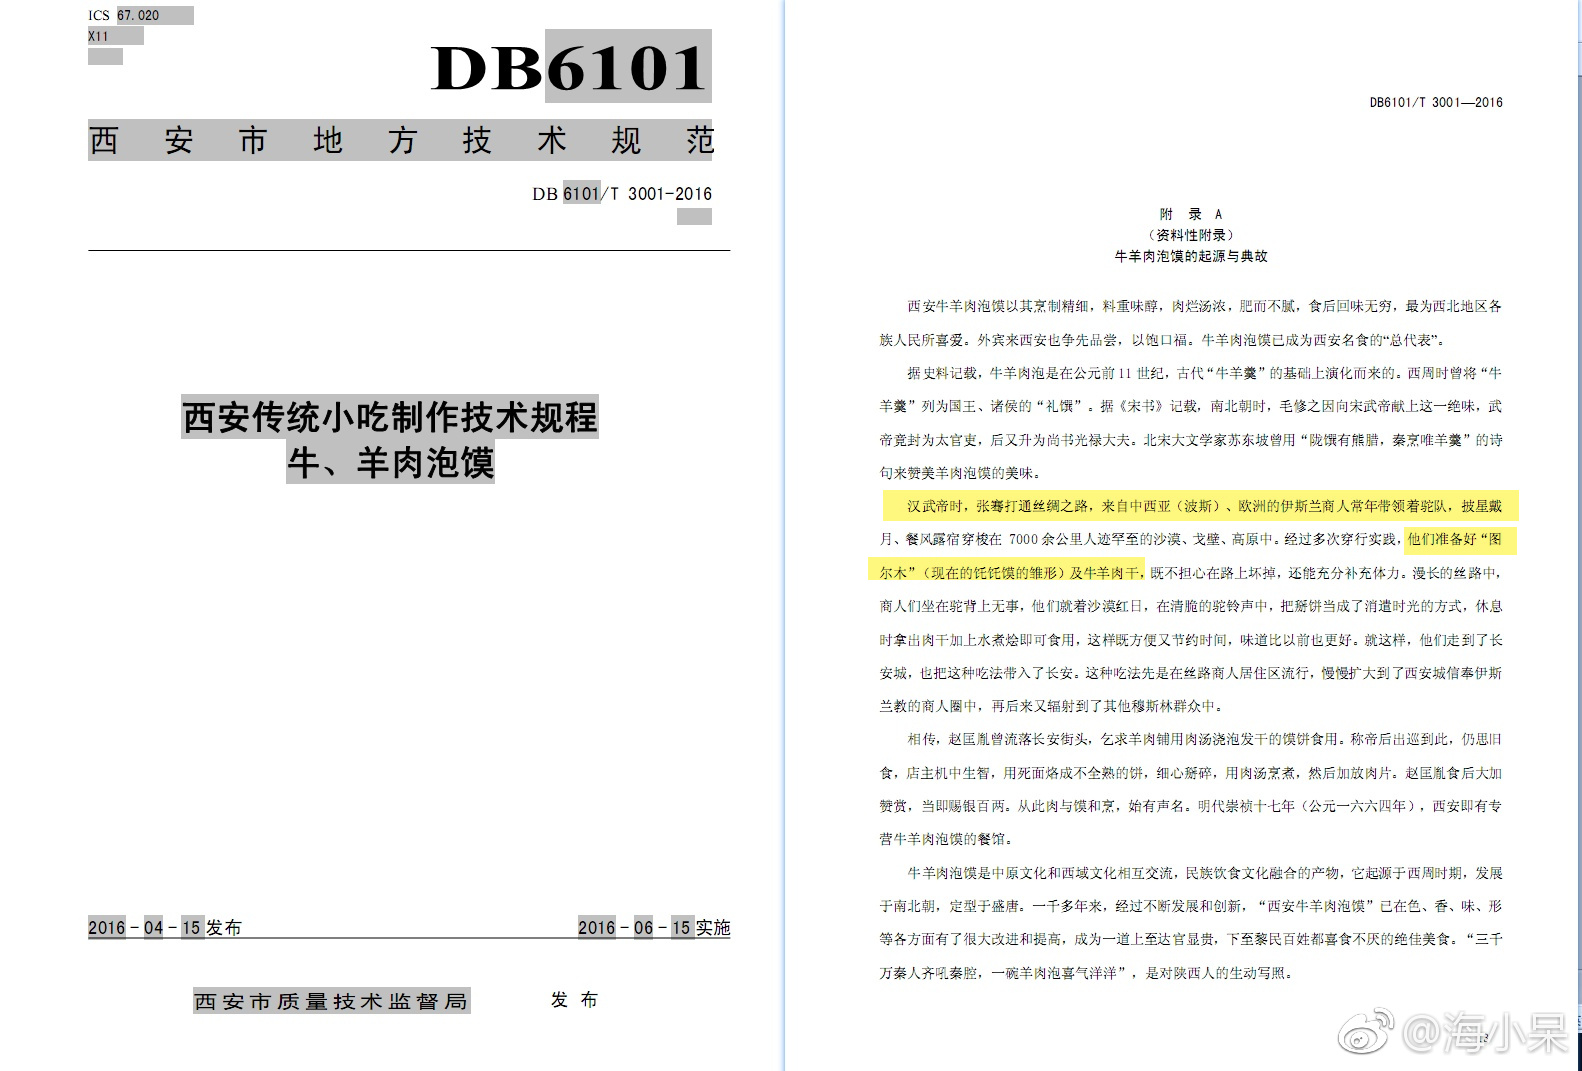 ICS 67.020
X11
DB6101
西安市地方技术规范
DB 6101/T 3001-2016
西安传统小吃制作技术规程
牛、羊肉泡馍
2016-04-15发布
2016-06-15实施
西安市质量技术监督局 发布
DB6101/T 3001—2016
附 录 A
（资料性附录）
牛羊肉泡馍的起源与典故
西安牛羊肉泡馍以其烹制精细，料重味醇，肉烂汤浓，肥而不腻，食后回味无穷，最为西北地区各
族人民所喜爱。外宾来西安也争先品尝，以饱口福。牛羊肉泡馍已成为西安名食的“总代表”。
据史料记载，牛羊肉泡是在公元前11世纪，古代“牛羊羹”的基础上演化而来的。西周时曾将“牛
羊羹”列为国王、诸侯的“礼馔”。据《宋书》记载，南北朝时，毛修之因向宋武帝献上这一绝味，武
帝竟封为太官吏，后又升为尚书光禄大夫。北宋大文学家苏东坡曾用“陇馔有熊腊，秦烹唯羊羹”的诗
句来赞美羊肉泡馍的美味。
汉武帝时，张骞打通丝绸之路，来自中西亚（波斯）、欧洲的伊斯兰商人常年带领着驼队，披星戴
月、餐风露宿穿梭在 7000 余公里人迹罕至的沙漠、戈壁、高原中。经过多次穿行实践，他们准备好“图
尔木”（现在的饦饦馍的雏形）及牛羊肉干，既不担心在路上坏掉，还能充分补充体力。漫长的丝路中，
商人们坐在驼背上无事，他们就着沙漠红日，在清脆的驼铃声中，把掰饼当成了消遣时光的方式，休息
时拿出肉干加上水煮烩即可食用，这样既方便又节约时间，味道比以前也更好。就这样，他们走到了长
安城，也把这种吃法带入了长安。这种吃法先是在丝路商人居住区流行，慢慢扩大到了西安城信奉伊斯
兰教的商人圈中，再后来又辐射到了其他穆斯林群众中。
相传，赵匡胤曾流落长安街头，乞求羊肉铺用肉汤浇泡发干的馍饼食用。称帝后出巡到此，仍思旧
食，店主机中生智，用死面烙成不全熟的饼，细心掰碎，用肉汤烹煮，然后加放肉片。赵匡胤食后大加
赞赏，当即赐银百两。从此肉与馍和烹，始有声名。明代崇祯十七年（公元一六六四年），西安即有专
营牛羊肉泡馍的餐馆。
牛羊肉泡馍是中原文化和西域文化相互交流，民族饮食文化融合的产物，它起源于西周时期，发展
于南北朝，定型于盛唐。一千多年来，经过不断发展和创新，“西安牛羊肉泡馍”已在色、香、味、形
等各方面有了很大改进和提高，成为一道上至达官显贵，下至黎民百姓都喜食不厌的绝佳美食。“三千
万秦人齐吼秦腔，一碗羊肉泡喜气洋洋”，是对陕西人的生动写照。
@海小呆